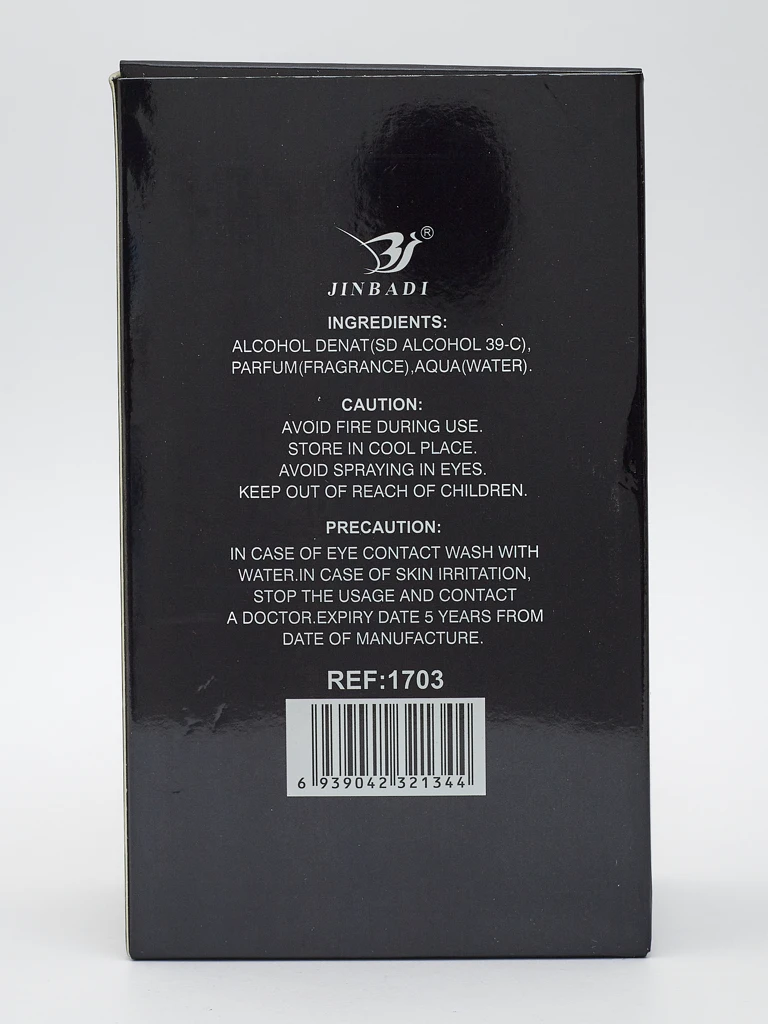 ®
JINBADI
INGREDIENTS:
ALCOHOL DENAT(SD ALCOHOL 39-C),
PARFUM(FRAGRANCE),AQUA(WATER).
CAUTION:
AVOID FIRE DURING USE.
STORE IN COOL PLACE.
AVOID SPRAYING IN EYES.
KEEP OUT OF REACH OF CHILDREN.
PRECAUTION:
IN CASE OF EYE CONTACT WASH WITH
WATER.IN CASE OF SKIN IRRITATION,
STOP THE USAGE AND CONTACT
A DOCTOR.EXPIRY DATE 5 YEARS FROM
DATE OF MANUFACTURE.
REF:1703
6 939042 321344